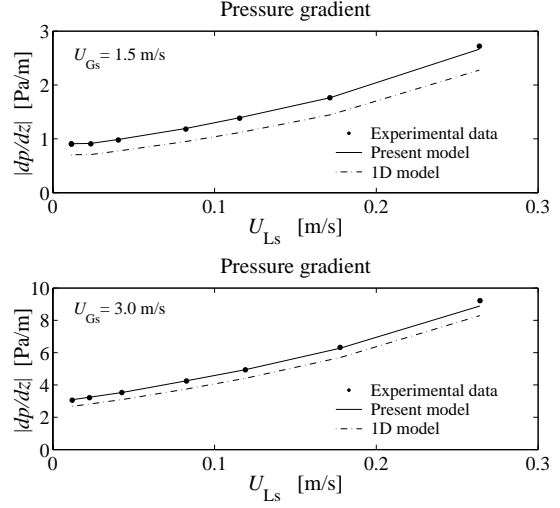 Pressure gradient
3
2
1
0
|dp/dz| [Pa/m]
U_Gs = 1.5 m/s
Experimental data
Present model
1D model
0
0.1
0.2
0.3
U_Ls [m/s]
Pressure gradient
10
8
6
4
2
0
|dp/dz| [Pa/m]
U_Gs = 3.0 m/s
Experimental data
Present model
1D model
0
0.1
0.2
0.3
U_Ls [m/s]